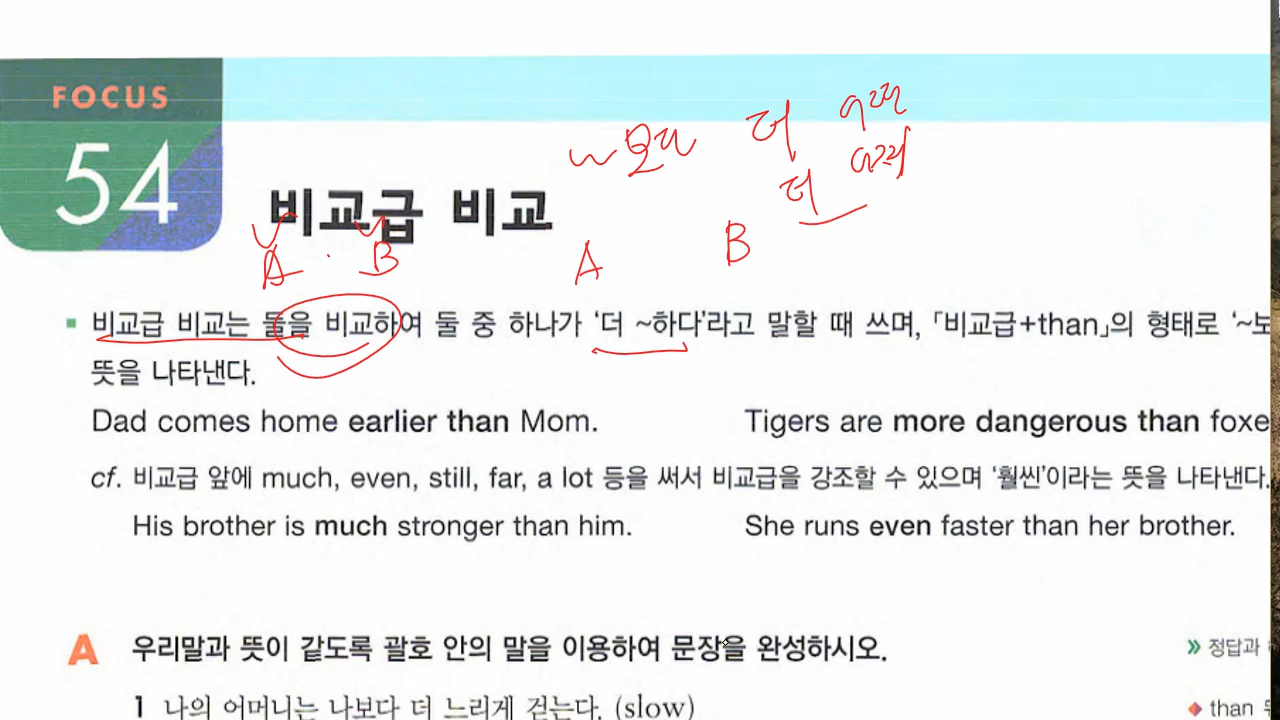 FOCUS
54
비교급 비교
~보다 더
더
A B
A B
비교급 비교는 둘을 비교하여 둘 중 하나가 '더 ~하다'라고 말할 때 쓰며, 「비교급+than」의 형태로 '~보
뜻을 나타낸다.
Dad comes home earlier than Mom. Tigers are more dangerous than foxe
cf. 비교급 앞에 much, even, still, far, a lot 등을 써서 비교급을 강조할 수 있으며 '훨씬'이라는 뜻을 나타낸다.
His brother is much stronger than him. She runs even faster than her brother.
A 우리말과 뜻이 같도록 괄호 안의 말을 이용하여 문장을 완성하시오.
» 정답과
1 나의 어머니는 나보다 더 느리게 걷는다. (slow)
than